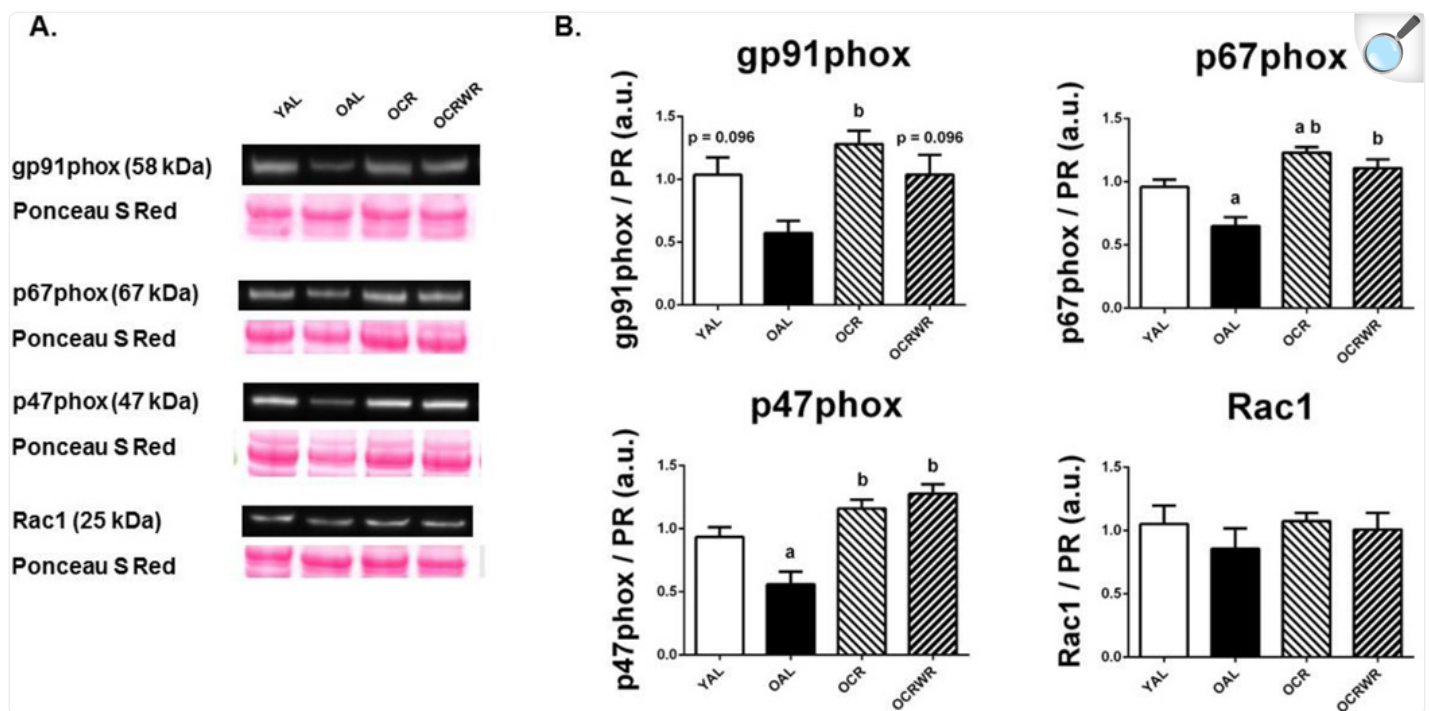 A.
YAL OAL OCR OCRWR
gp91phox (58 kDa)
Ponceau S Red
p67phox (67 kDa)
Ponceau S Red
p47phox (47 kDa)
Ponceau S Red
Rac1 (25 kDa)
Ponceau S Red
B.
gp91phox
gp91phox / PR (a.u.)
1.5
1.0
0.5
0.0
p = 0.096
b
p = 0.096
YAL OAL OCR OCRWR
p67phox
p67phox / PR (a.u.)
1.5
1.0
0.5
0.0
a
a b
b
YAL OAL OCR OCRWR
p47phox
p47phox / PR (a.u.)
1.5
1.0
0.5
0.0
a
b
b
YAL OAL OCR OCRWR
Rac1
Rac1 / PR (a.u.)
1.5
1.0
0.5
0.0
YAL OAL OCR OCRWR